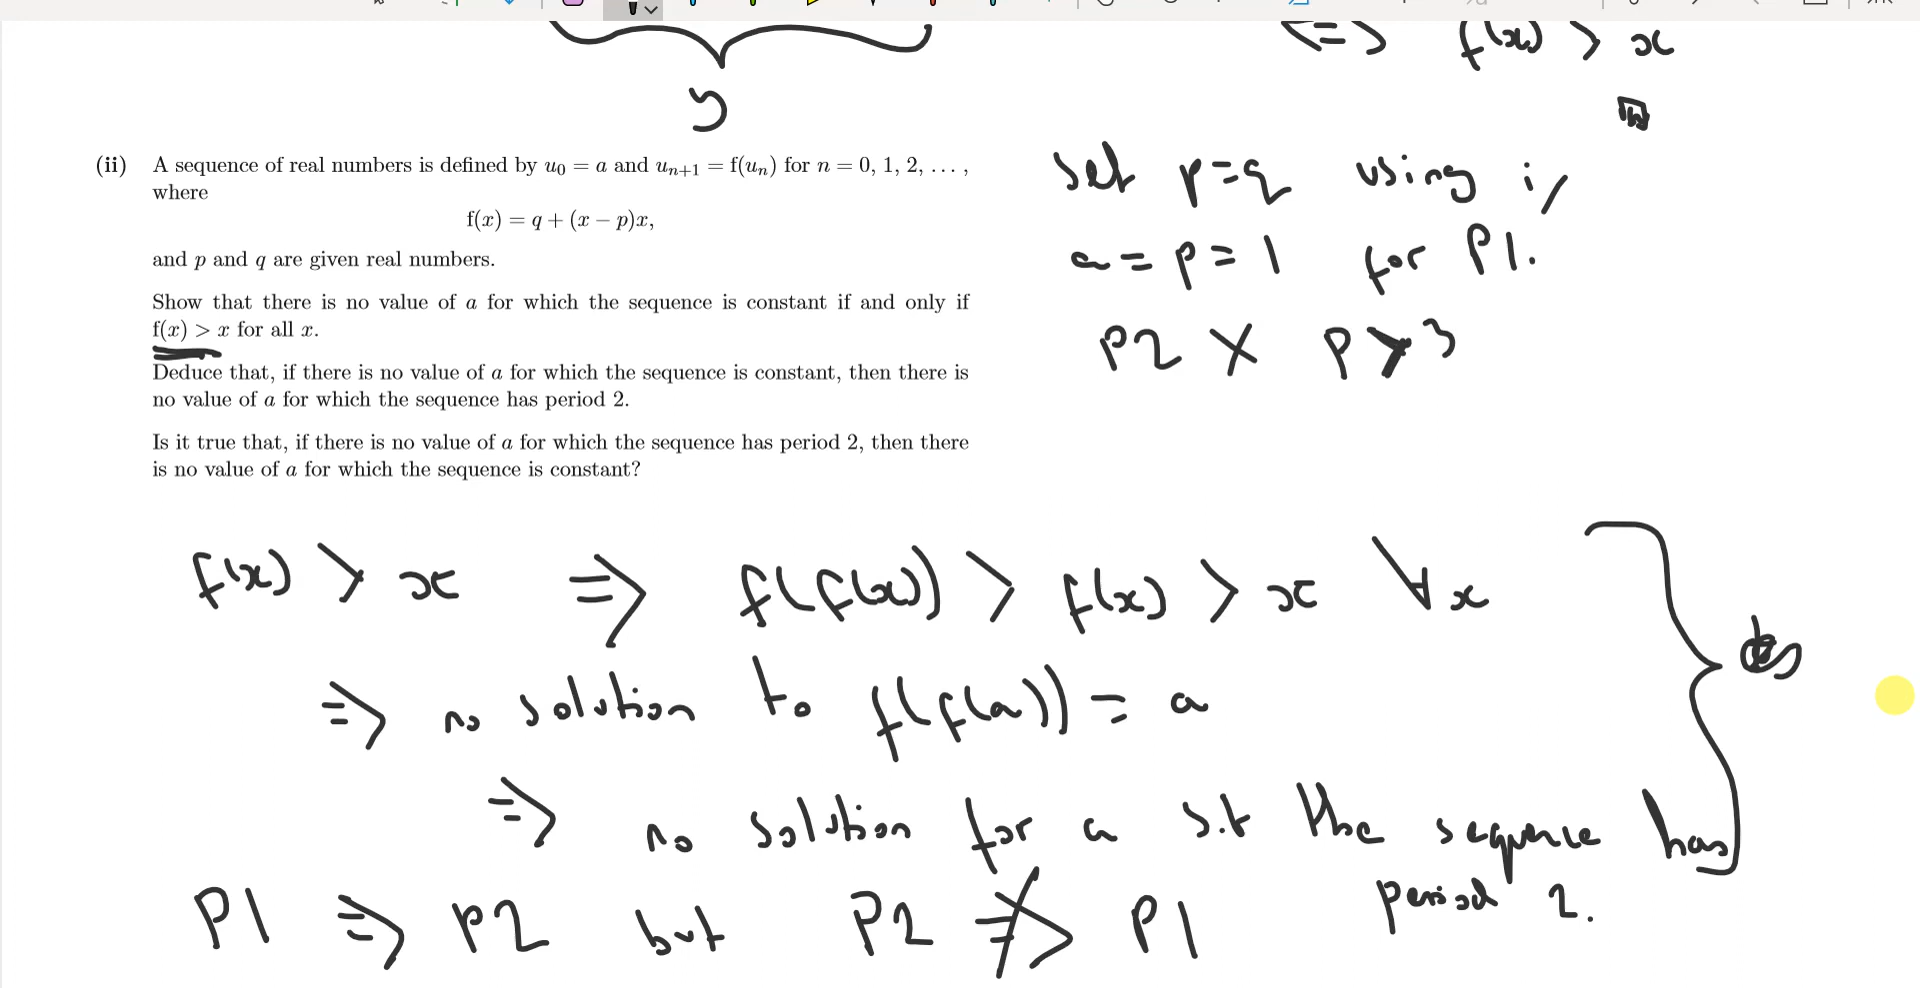 <=> f(x) > x
y
(ii) A sequence of real numbers is defined by u₀ = a and uₙ₊₁ = f(uₙ) for n = 0, 1, 2, ... ,
where
f(x) = q + (x − p)x,
and p and q are given real numbers.
Show that there is no value of a for which the sequence is constant if and only if
f(x) > x for all x.
Deduce that, if there is no value of a for which the sequence is constant, then there is
no value of a for which the sequence has period 2.
Is it true that, if there is no value of a for which the sequence has period 2, then there
is no value of a for which the sequence is constant?
set p=q using i/
a = p = 1 for P1.
P2 X P > 3
f(x) > x => f(f(x)) > f(x) > x ∀x
=> no solution to f(f(a)) = a
=> no solution for a s.t the sequence has
period 2.
P1 => P2 but P2 ≠> P1